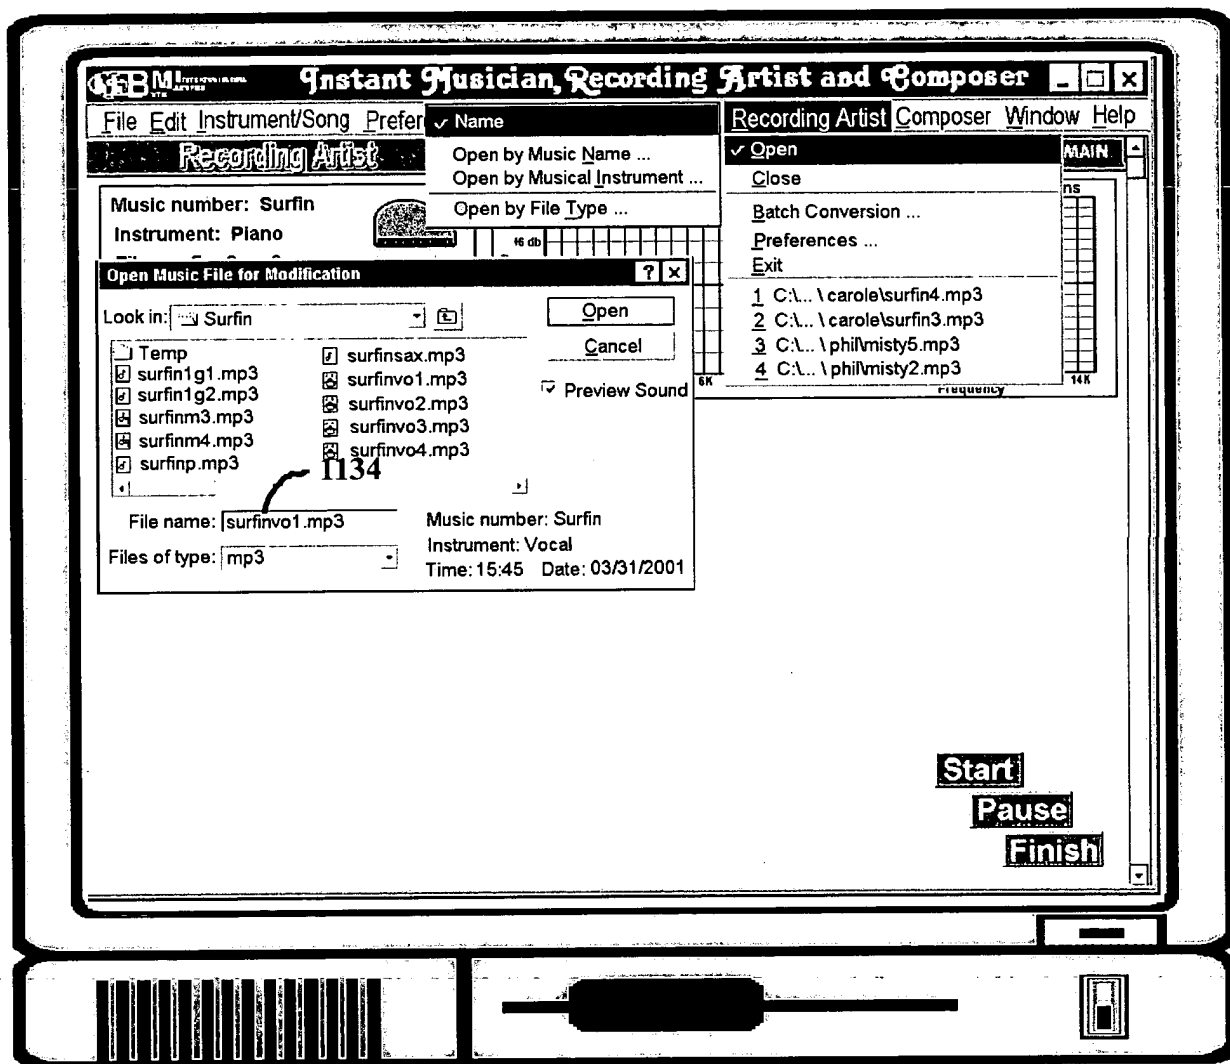 Instant Musician, Recording Artist and Composer
File Edit Instrument/Song Prefer
Recording Artist Composer Window Help
✓ Name
Open by Music Name ...
Open by Musical Instrument ...
Open by File Type ...
✓ Open
Close
Batch Conversion ...
Preferences ...
Exit
1 C:\... \carole\surfin4.mp3
2 C:\... \carole\surfin3.mp3
3 C:\... \phil\misty5.mp3
4 C:\... \phil\misty2.mp3
Recording Artist
MAIN
Music number: Surfin
Instrument: Piano
16 db
ns
6K
14K
Frequency
Open Music File for Modification
Look in: Surfin
Open
Cancel
Preview Sound
Temp
surfin1g1.mp3
surfin1g2.mp3
surfinm3.mp3
surfinm4.mp3
surfinp.mp3
surfinsax.mp3
surfinvo1.mp3
surfinvo2.mp3
surfinvo3.mp3
surfinvo4.mp3
1134
File name: surfinvo1.mp3
Files of type: mp3
Music number: Surfin
Instrument: Vocal
Time: 15:45 Date: 03/31/2001
Start
Pause
Finish